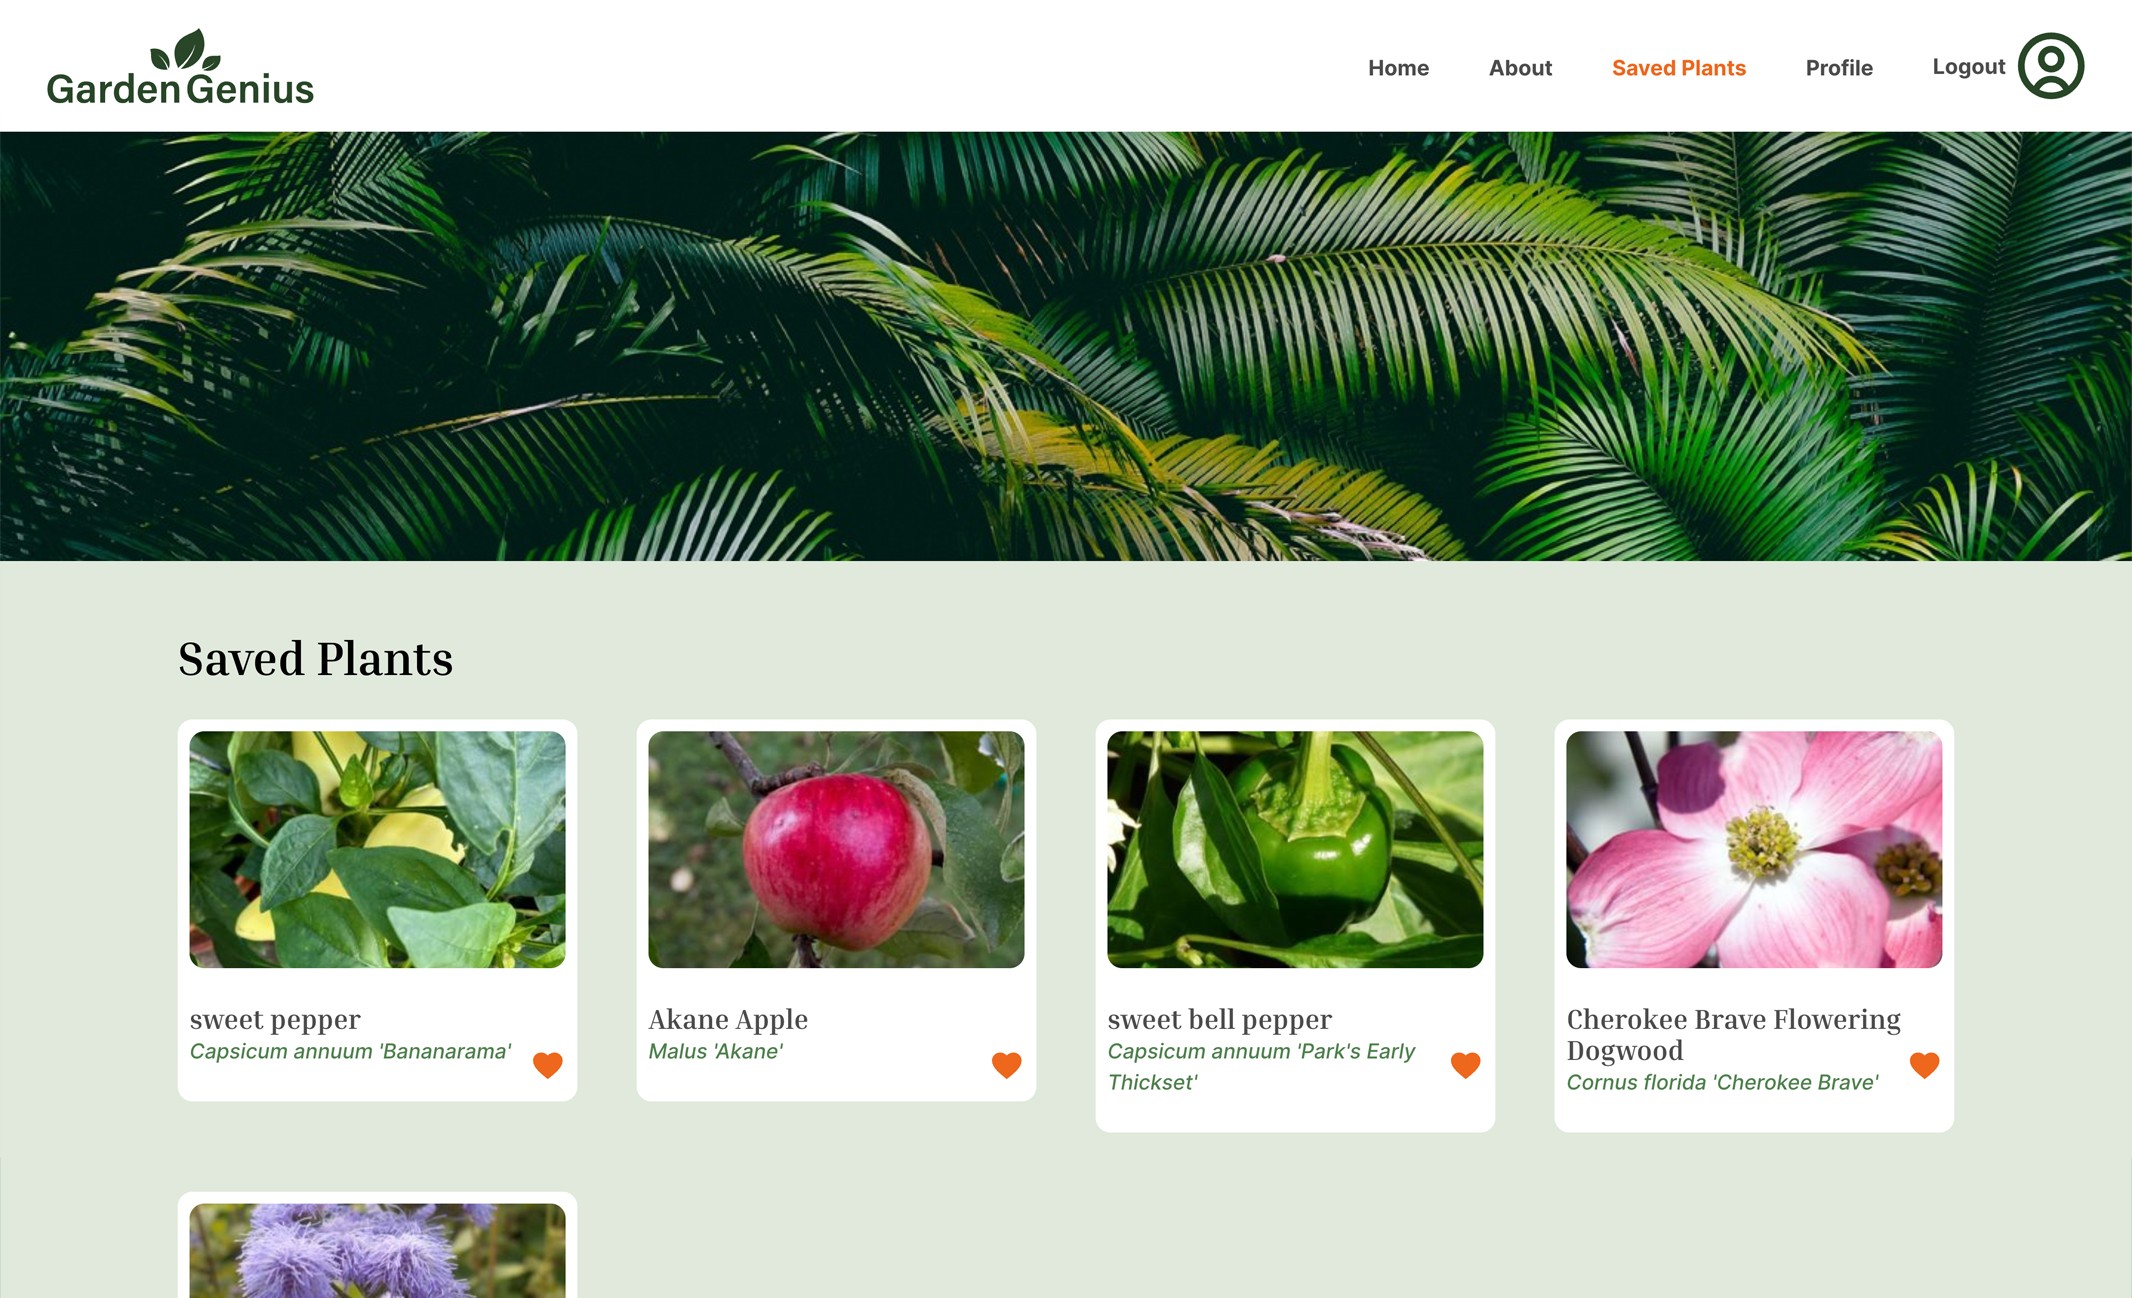 Garden Genius
Home
About
Saved Plants
Profile
Logout
Saved Plants
sweet pepper
Capsicum annuum 'Bananarama'
Akane Apple
Malus 'Akane'
sweet bell pepper
Capsicum annuum 'Park's Early
Thickset'
Cherokee Brave Flowering
Dogwood
Cornus florida 'Cherokee Brave'